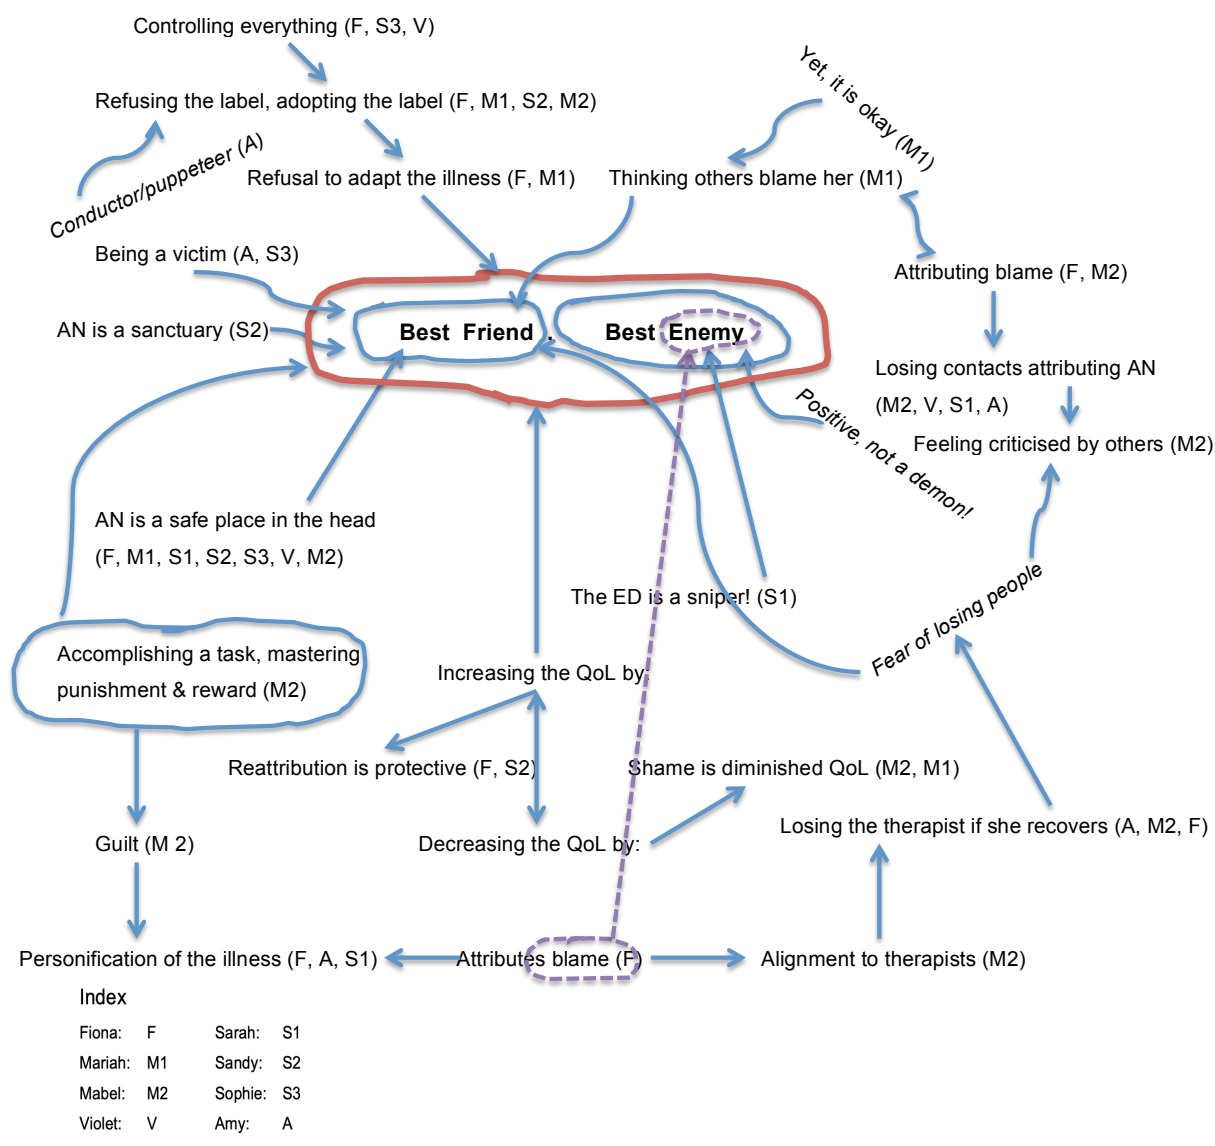 Controlling everything (F, S3, V)
Yet, it is okay (M1)
Refusing the label, adopting the label (F, M1, S2, M2)
Conductor/puppeteer (A)
Refusal to adapt the illness (F, M1)
Thinking others blame her (M1)
Being a victim (A, S3)
Attributing blame (F, M2)
AN is a sanctuary (S2)
Best Friend .
Best Enemy
Losing contacts attributing AN
(M2, V, S1, A)
Positive, not a demon!
Feeling criticised by others (M2)
AN is a safe place in the head
(F, M1, S1, S2, S3, V, M2)
The ED is a sniper! (S1)
Fear of losing people
Accomplishing a task, mastering
punishment & reward (M2)
Increasing the QoL by:
Reattribution is protective (F, S2)
Shame is diminished QoL (M2, M1)
Losing the therapist if she recovers (A, M2, F)
Guilt (M 2)
Decreasing the QoL by:
Personification of the illness (F, A, S1)
Attributes blame (F)
Alignment to therapists (M2)
Index
Fiona: F Sarah: S1
Mariah: M1 Sandy: S2
Mabel: M2 Sophie: S3
Violet: V Amy: A